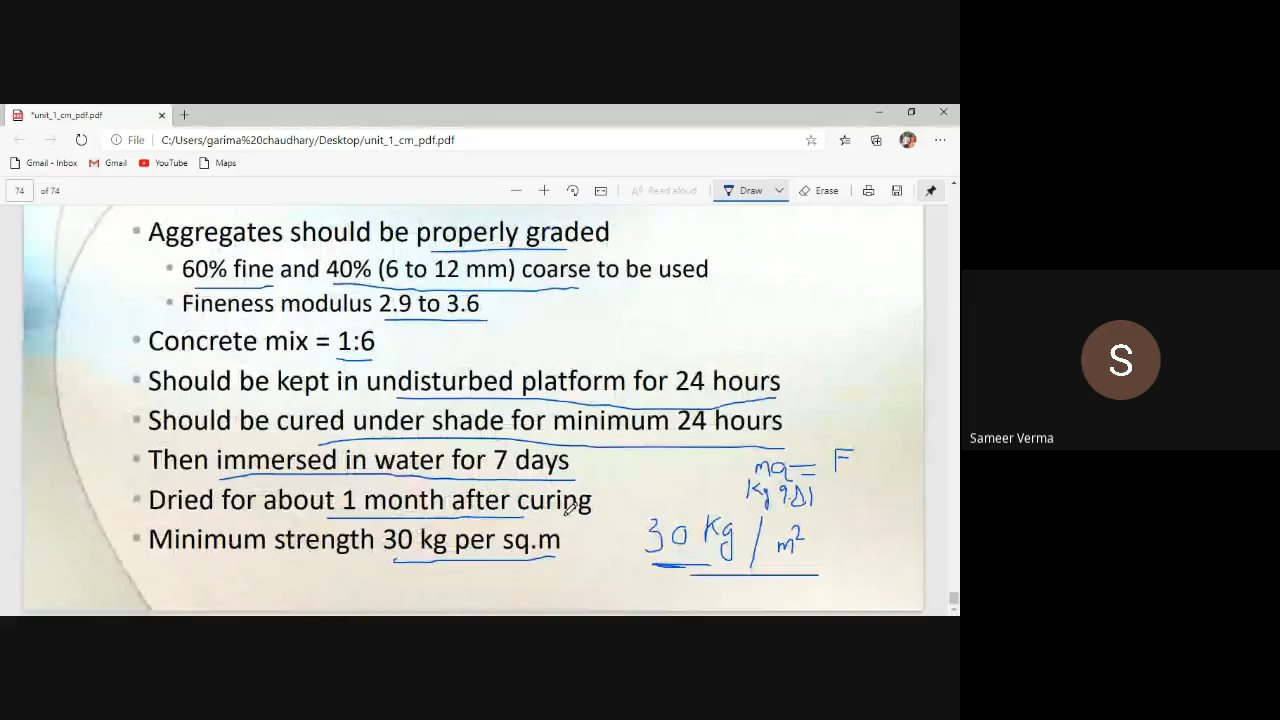 *unit_1_cm_pdf.pdf
File C:/Users/garima%20chaudhary/Desktop/unit_1_cm_pdf.pdf
Gmail - Inbox Gmail YouTube Maps
74 of 74 Read aloud Draw Erase
• Aggregates should be properly graded
• 60% fine and 40% (6 to 12 mm) coarse to be used
• Fineness modulus 2.9 to 3.6
• Concrete mix = 1:6
• Should be kept in undisturbed platform for 24 hours
• Should be cured under shade for minimum 24 hours
• Then immersed in water for 7 days
• Dried for about 1 month after curing
• Minimum strength 30 kg per sq.m
= F
Kg 9.81
30 Kg / m²
S
Sameer Verma